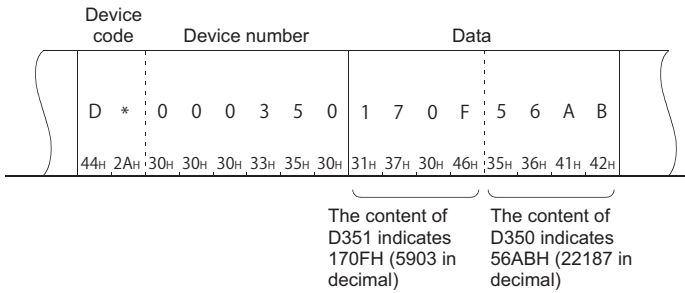 Device code Device number Data
D * 0 0 0 3 5 0 1 7 0 F 5 6 A B
44H 2AH 30H 30H 30H 33H 35H 30H 31H 37H 30H 46H 35H 36H 41H 42H
The content of
D351 indicates
170FH (5903 in
decimal)
The content of
D350 indicates
56ABH (22187 in
decimal)